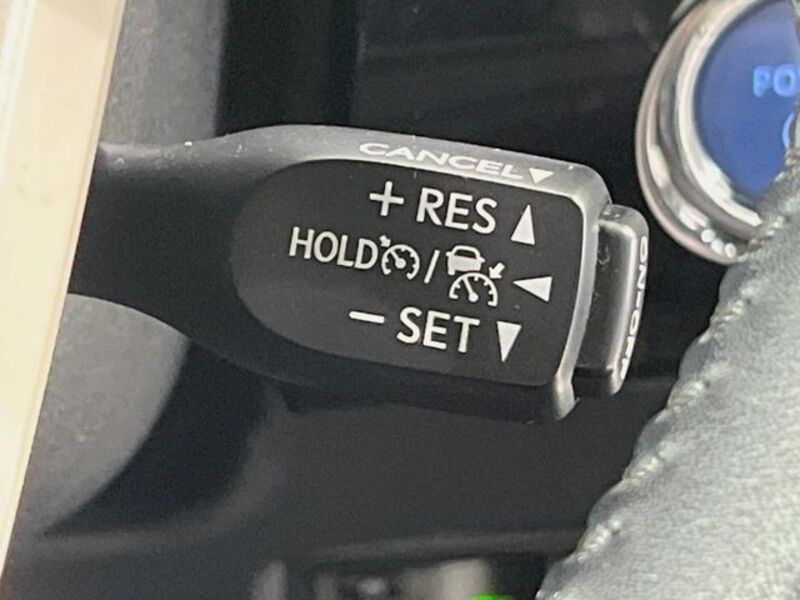 CANCEL▼
+ RES ▲
HOLD / ◀
− SET ▼
ON-OFF
PO